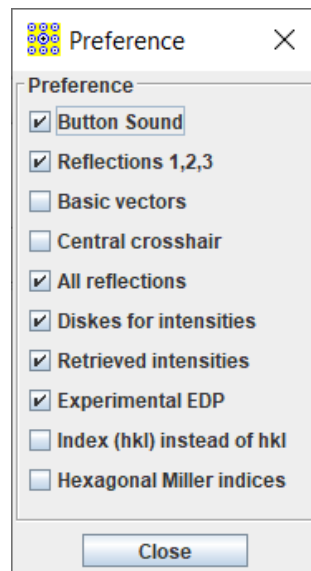 Preference
Preference
Button Sound
Reflections 1,2,3
Basic vectors
Central crosshair
All reflections
Diskes for intensities
Retrieved intensities
Experimental EDP
Index (hkl) instead of hkl
Hexagonal Miller indices
Close